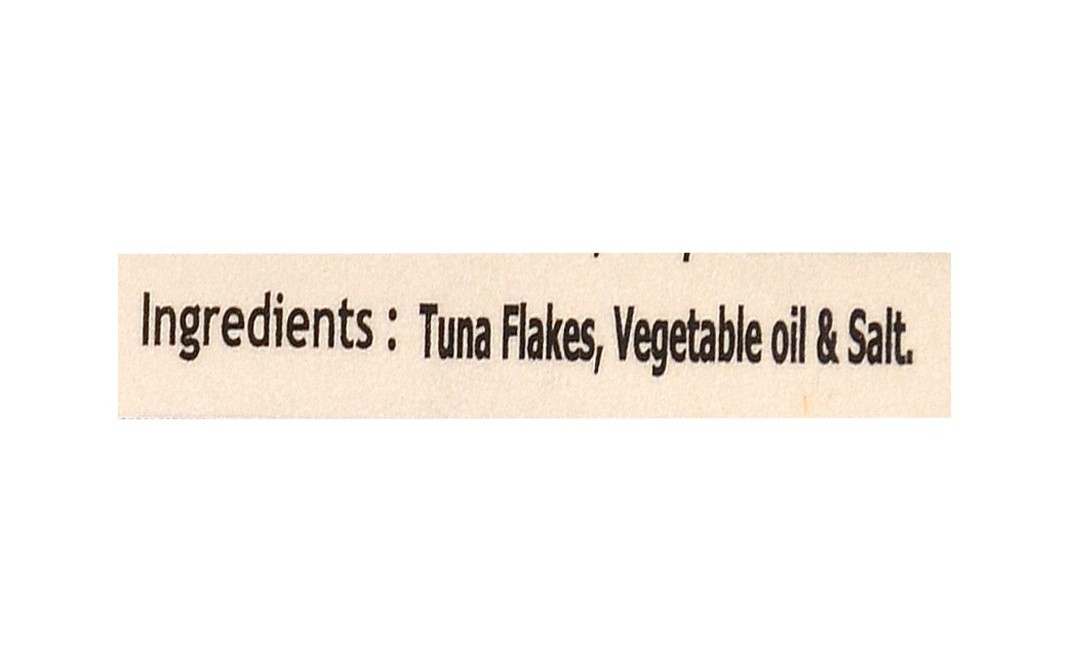 Ingredients : Tuna Flakes, Vegetable oil & Salt.